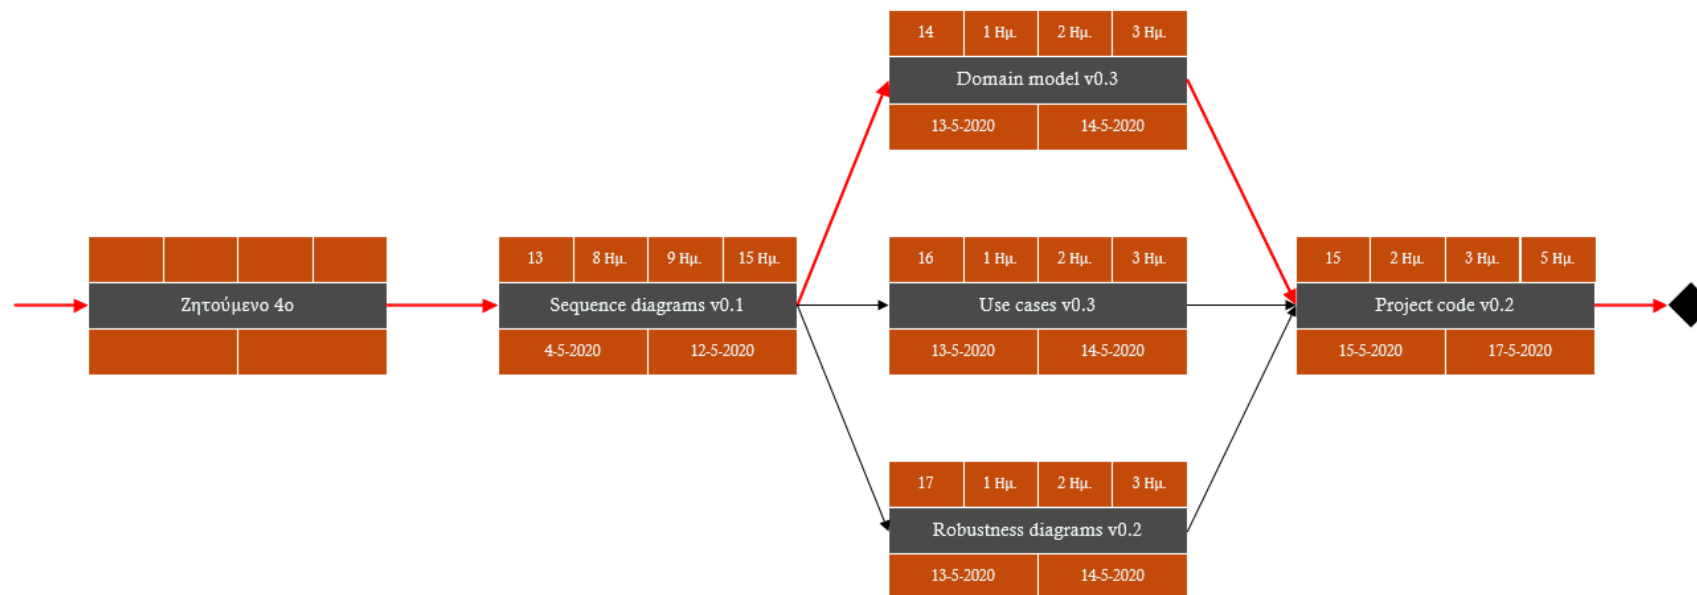 14 1 Ημ. 2 Ημ. 3 Ημ.
Domain model v0.3
13-5-2020 14-5-2020
Ζητούμενο 4ο
13 8 Ημ. 9 Ημ. 15 Ημ.
Sequence diagrams v0.1
4-5-2020 12-5-2020
16 1 Ημ. 2 Ημ. 3 Ημ.
Use cases v0.3
13-5-2020 14-5-2020
17 1 Ημ. 2 Ημ. 3 Ημ.
Robustness diagrams v0.2
13-5-2020 14-5-2020
15 2 Ημ. 3 Ημ. 5 Ημ.
Project code v0.2
15-5-2020 17-5-2020